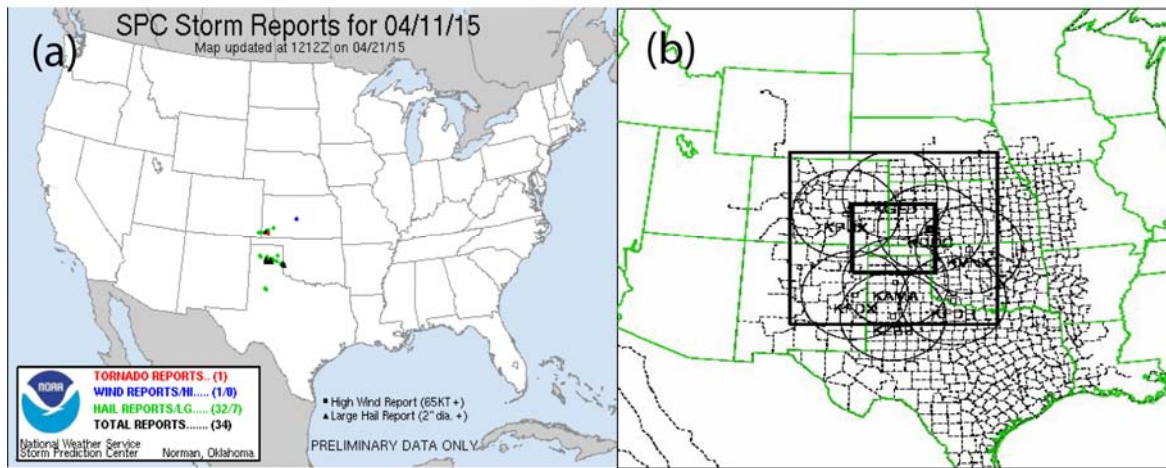 (a)
SPC Storm Reports for 04/11/15
Map updated at 1212Z on 04/21/15
TORNADO REPORTS.. (1)
WIND REPORTS/HI..... (1/0)
HAIL REPORTS/LG..... (32/7)
TOTAL REPORTS....... (34)
NOAA
National Weather Service
Storm Prediction Center Norman, Oklahoma
■ High Wind Report (65KT +)
▲ Large Hail Report (2" dia. +)
PRELIMINARY DATA ONLY
(b)
KAMA